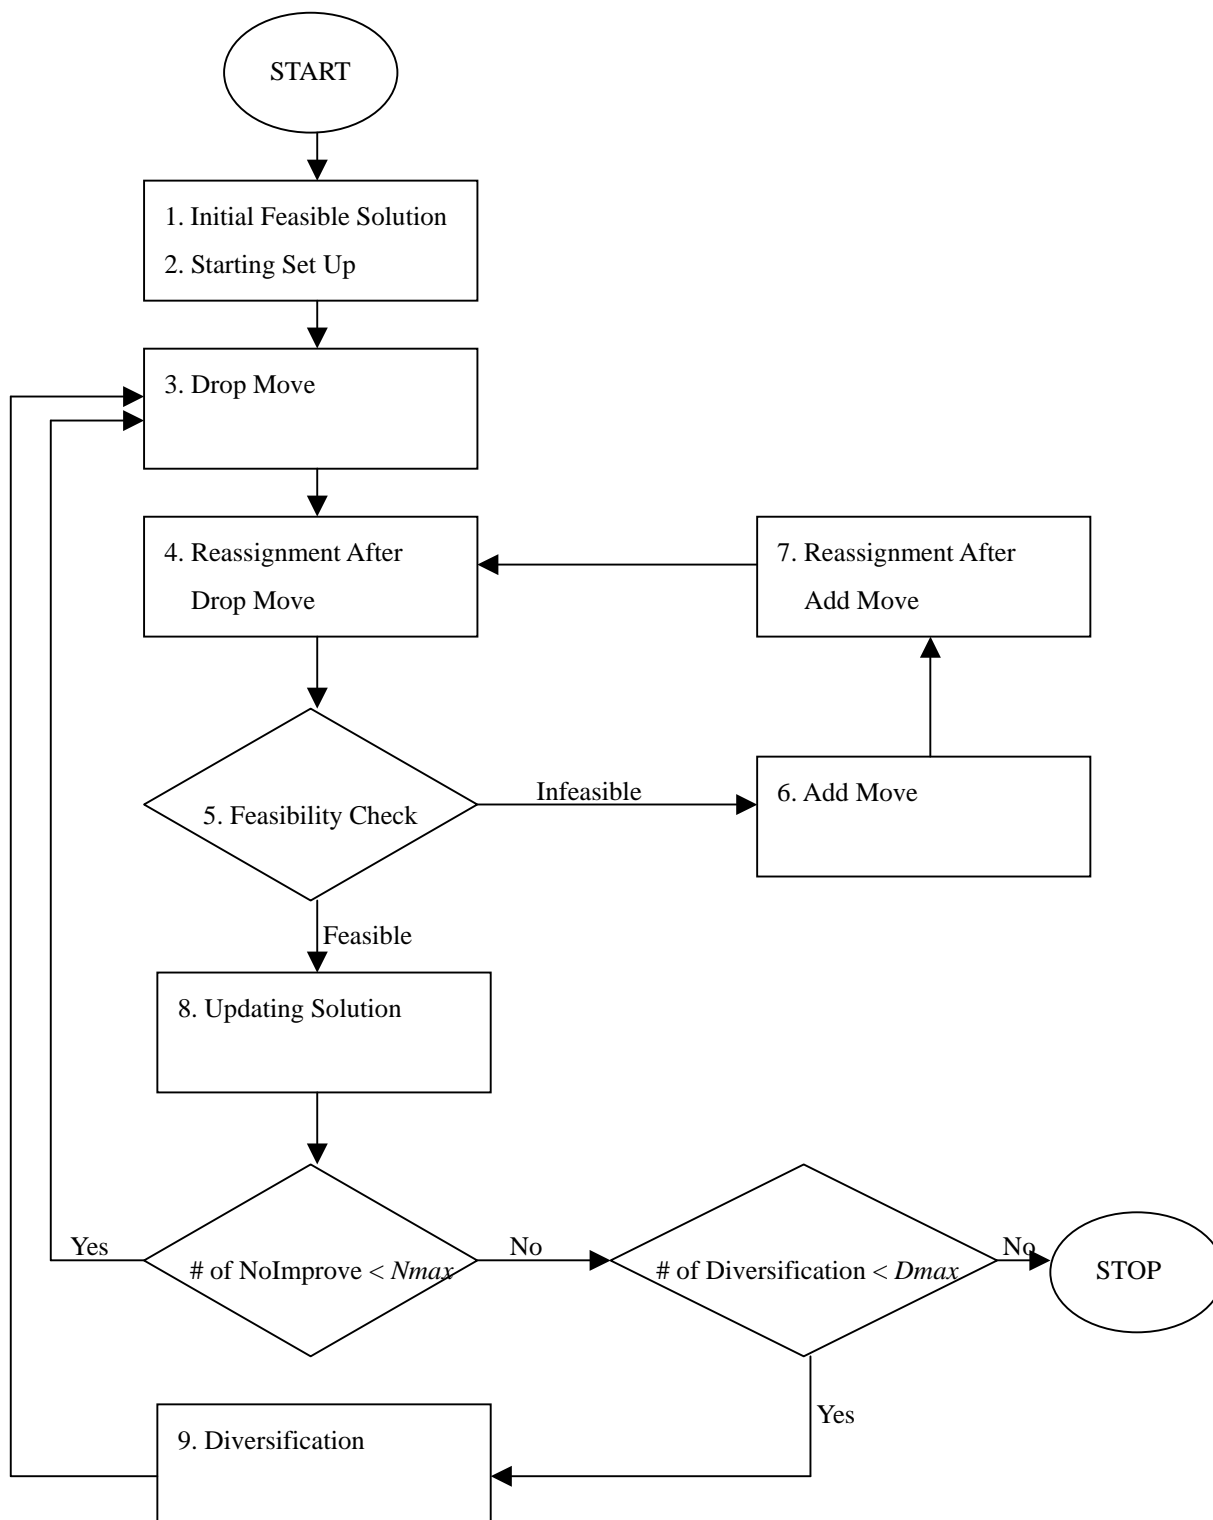 START
1. Initial Feasible Solution
2. Starting Set Up
3. Drop Move
4. Reassignment After
Drop Move
7. Reassignment After
Add Move
5. Feasibility Check
Infeasible
6. Add Move
Feasible
8. Updating Solution
Yes
# of NoImprove < Nmax
No
# of Diversification < Dmax
No
STOP
Yes
9. Diversification